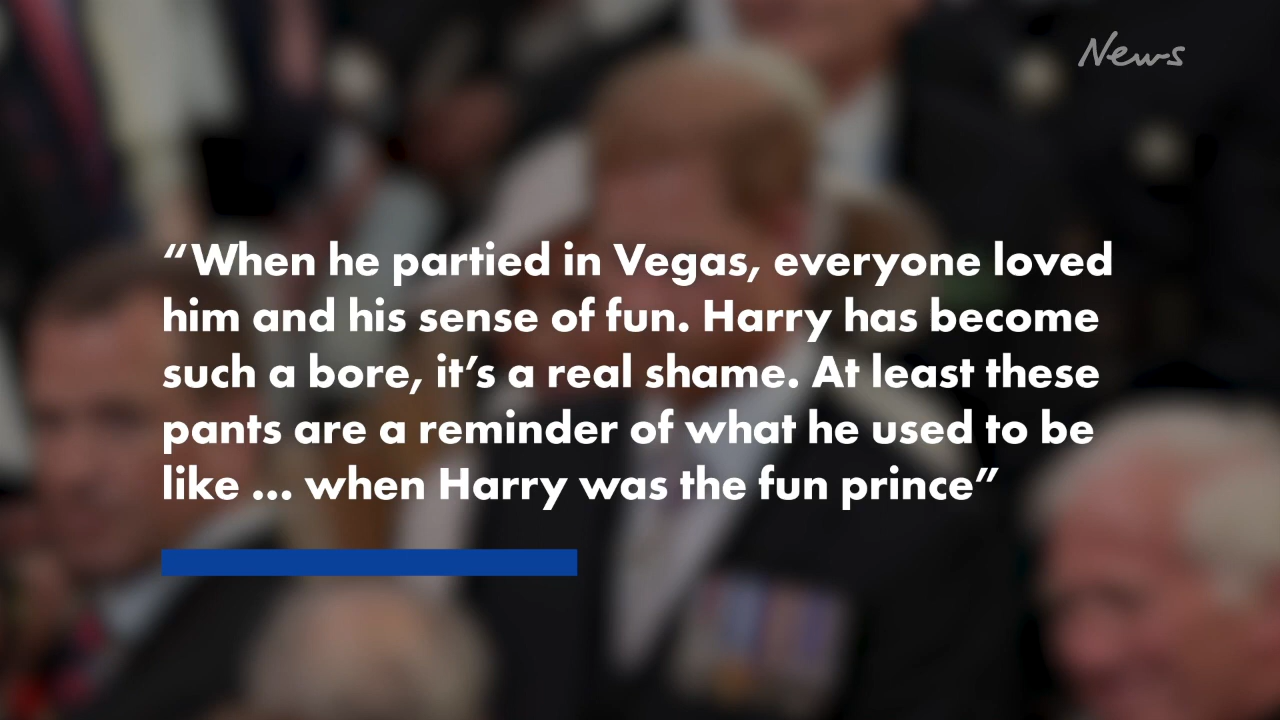 News
“When he partied in Vegas, everyone loved
him and his sense of fun. Harry has become
such a bore, it’s a real shame. At least these
pants are a reminder of what he used to be
like ... when Harry was the fun prince”